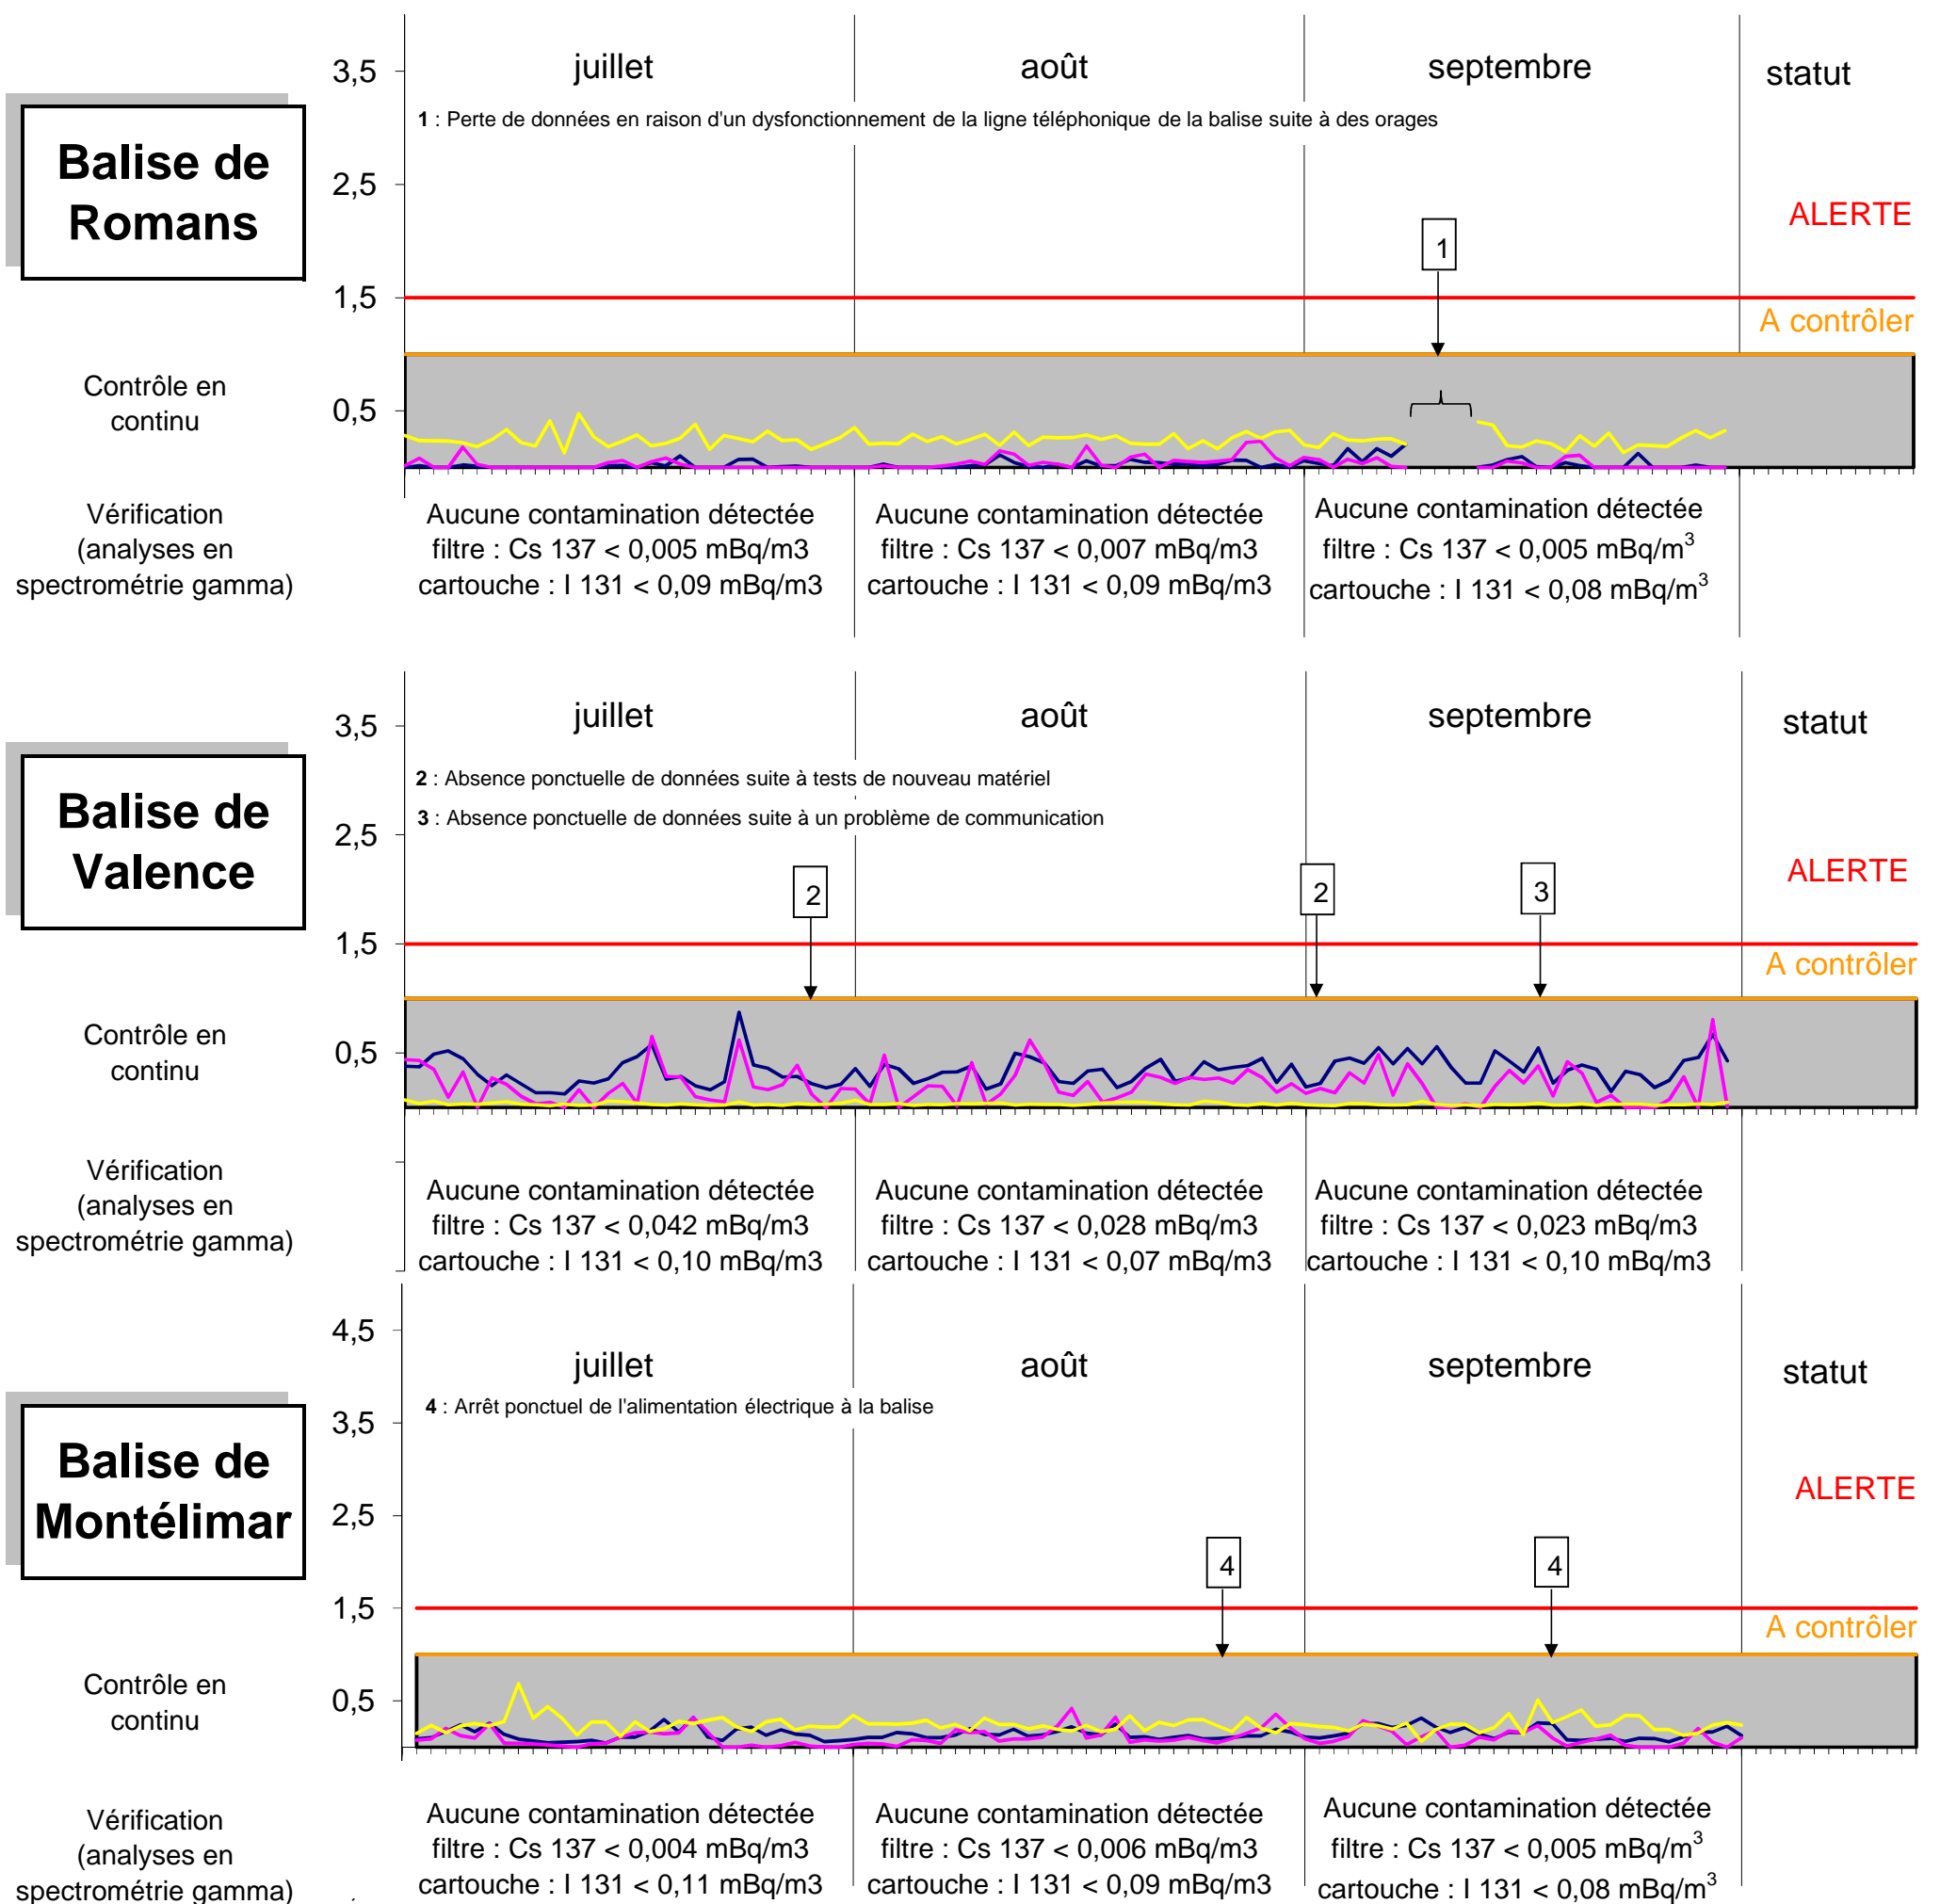 juillet août septembre statut
3,5
1 : Perte de données en raison d'un dysfonctionnement de la ligne téléphonique de la balise suite à des orages
Balise de
Romans
2,5
ALERTE
1
1,5
A contrôler
Contrôle en
continu
0,5
Vérification
(analyses en
spectrométrie gamma)
Aucune contamination détectée
filtre : Cs 137 < 0,005 mBq/m3
cartouche : I 131 < 0,09 mBq/m3
Aucune contamination détectée
filtre : Cs 137 < 0,007 mBq/m3
cartouche : I 131 < 0,09 mBq/m3
Aucune contamination détectée
filtre : Cs 137 < 0,005 mBq/m³
cartouche : I 131 < 0,08 mBq/m³
juillet août septembre statut
3,5
2 : Absence ponctuelle de données suite à tests de nouveau matériel
3 : Absence ponctuelle de données suite à un problème de communication
Balise de
Valence
2,5
ALERTE
2 2 3
1,5
A contrôler
Contrôle en
continu
0,5
Vérification
(analyses en
spectrométrie gamma)
Aucune contamination détectée
filtre : Cs 137 < 0,042 mBq/m3
cartouche : I 131 < 0,10 mBq/m3
Aucune contamination détectée
filtre : Cs 137 < 0,028 mBq/m3
cartouche : I 131 < 0,07 mBq/m3
Aucune contamination détectée
filtre : Cs 137 < 0,023 mBq/m3
cartouche : I 131 < 0,10 mBq/m3
4,5
juillet août septembre statut
4 : Arrêt ponctuel de l'alimentation électrique à la balise
3,5
Balise de
Montélimar
ALERTE
2,5
4 4
1,5
A contrôler
Contrôle en
continu
0,5
Vérification
(analyses en
spectrométrie gamma)
Aucune contamination détectée
filtre : Cs 137 < 0,004 mBq/m3
cartouche : I 131 < 0,11 mBq/m3
Aucune contamination détectée
filtre : Cs 137 < 0,006 mBq/m3
cartouche : I 131 < 0,09 mBq/m3
Aucune contamination détectée
filtre : Cs 137 < 0,005 mBq/m³
cartouche : I 131 < 0,08 mBq/m³